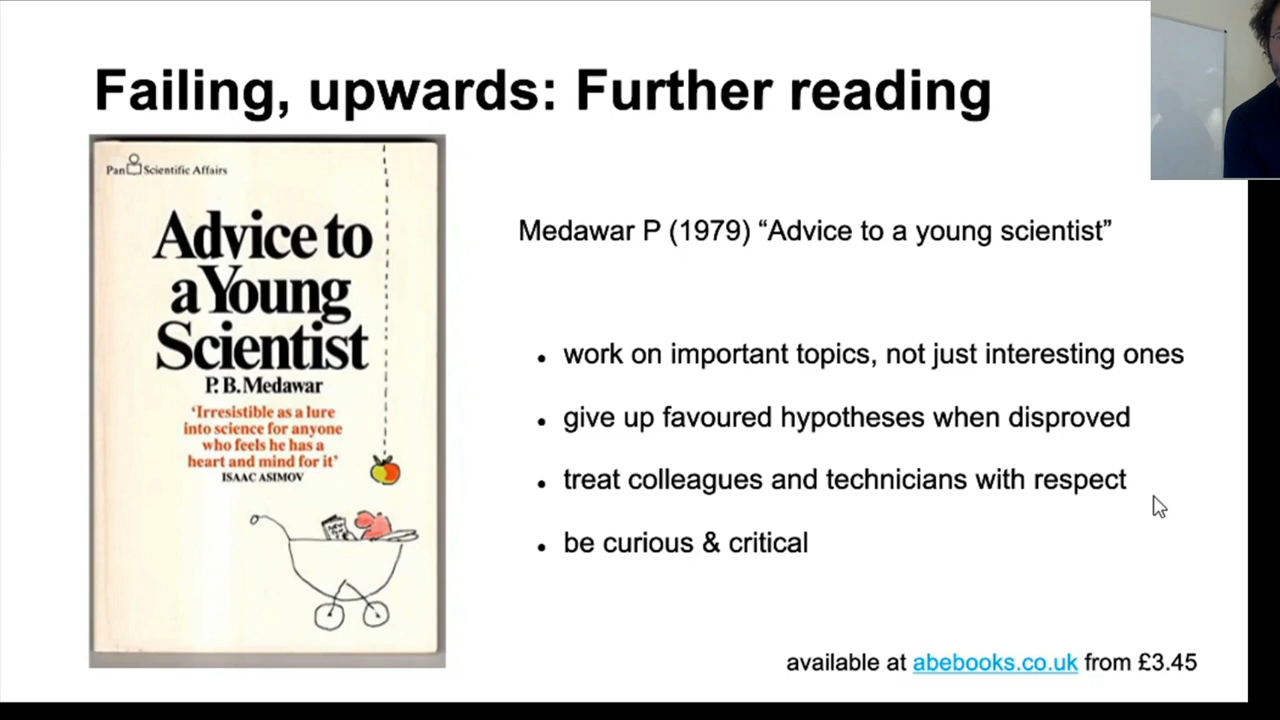 Failing, upwards: Further reading
Pan Scientific Affairs
Advice to
a Young
Scientist
P. B. Medawar
‘Irresistible as a lure
into science for anyone
who feels he has a
heart and mind for it’
ISAAC ASIMOV
Medawar P (1979) “Advice to a young scientist”
• work on important topics, not just interesting ones
• give up favoured hypotheses when disproved
• treat colleagues and technicians with respect
• be curious & critical
available at abebooks.co.uk from £3.45